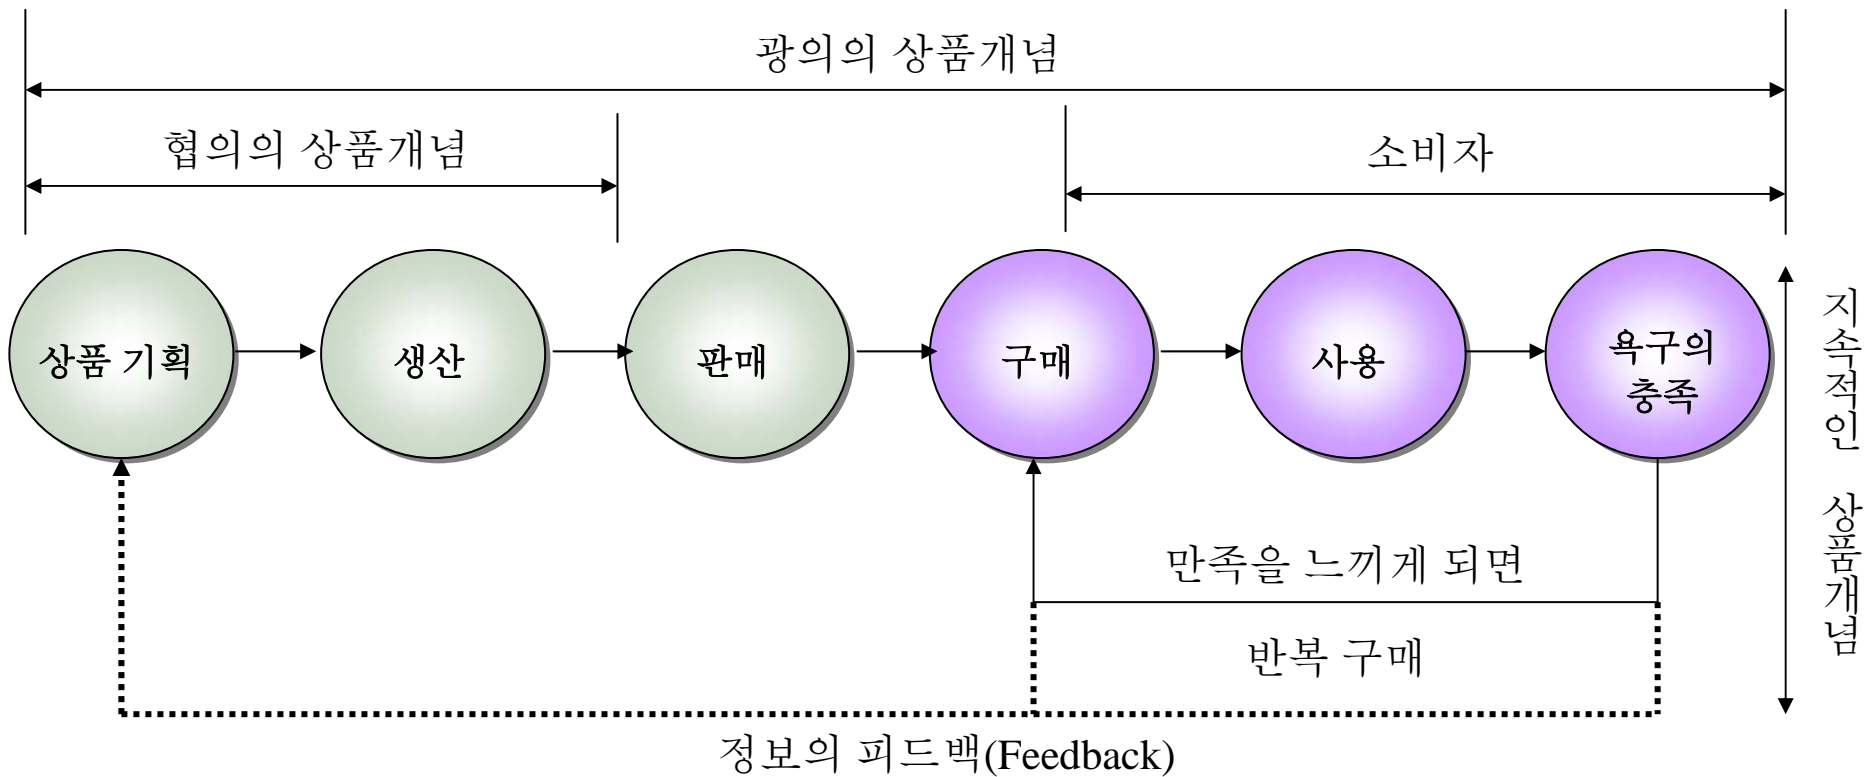 광의의 상품개념
협의의 상품개념
소비자
상품 기획
생산
판매
구매
사용
욕구의
충족
지속적인 상품개념
만족을 느끼게 되면
반복 구매
정보의 피드백(Feedback)